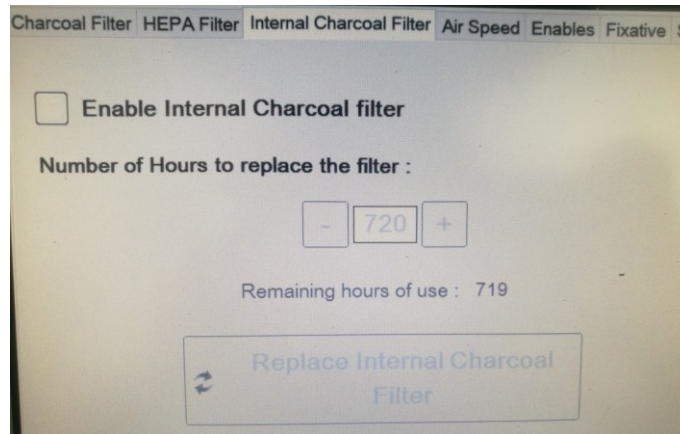 Charcoal Filter HEPA Filter Internal Charcoal Filter Air Speed Enables Fixative
Enable Internal Charcoal filter
Number of Hours to replace the filter :
- 720 +
Remaining hours of use : 719
Replace Internal Charcoal
Filter